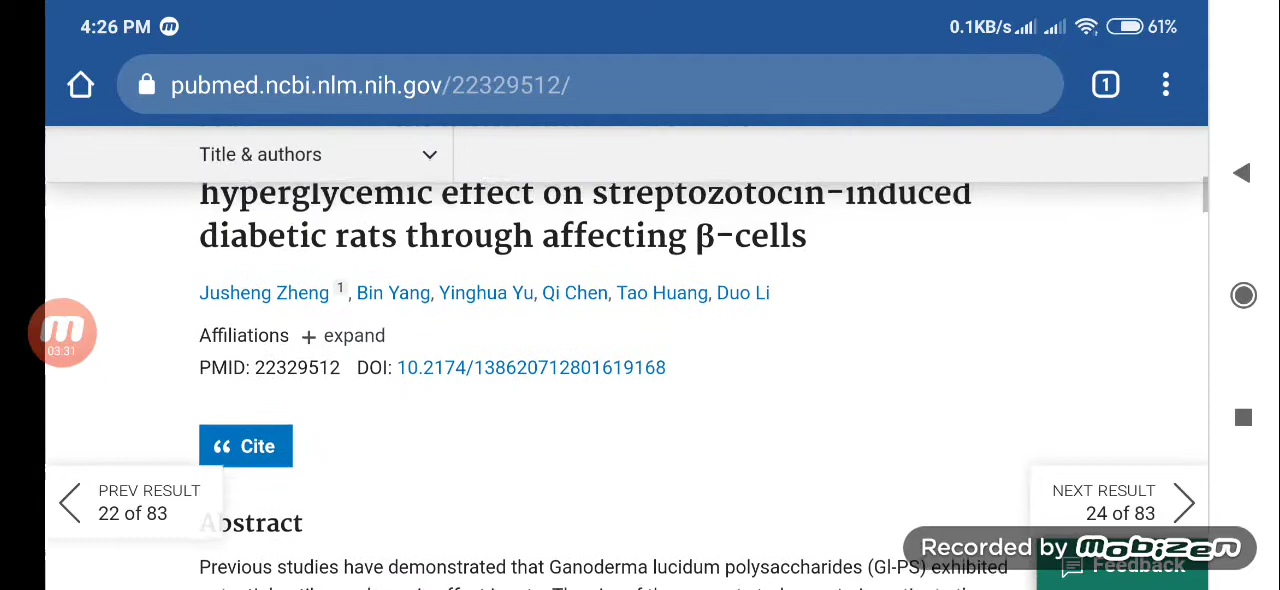 4:26 PM m 0.1KB/s 61%
pubmed.ncbi.nlm.nih.gov/22329512/ 1
Title & authors
hyperglycemic effect on streptozotocin-induced
diabetic rats through affecting β-cells
Jusheng Zheng 1, Bin Yang, Yinghua Yu, Qi Chen, Tao Huang, Duo Li
m
03:31
Affiliations + expand
PMID: 22329512 DOI: 10.2174/138620712801619168
Cite
PREV RESULT
22 of 83
NEXT RESULT
24 of 83
Abstract
Recorded by mobizen
Feedback
Previous studies have demonstrated that Ganoderma lucidum polysaccharides (Gl-PS) exhibited